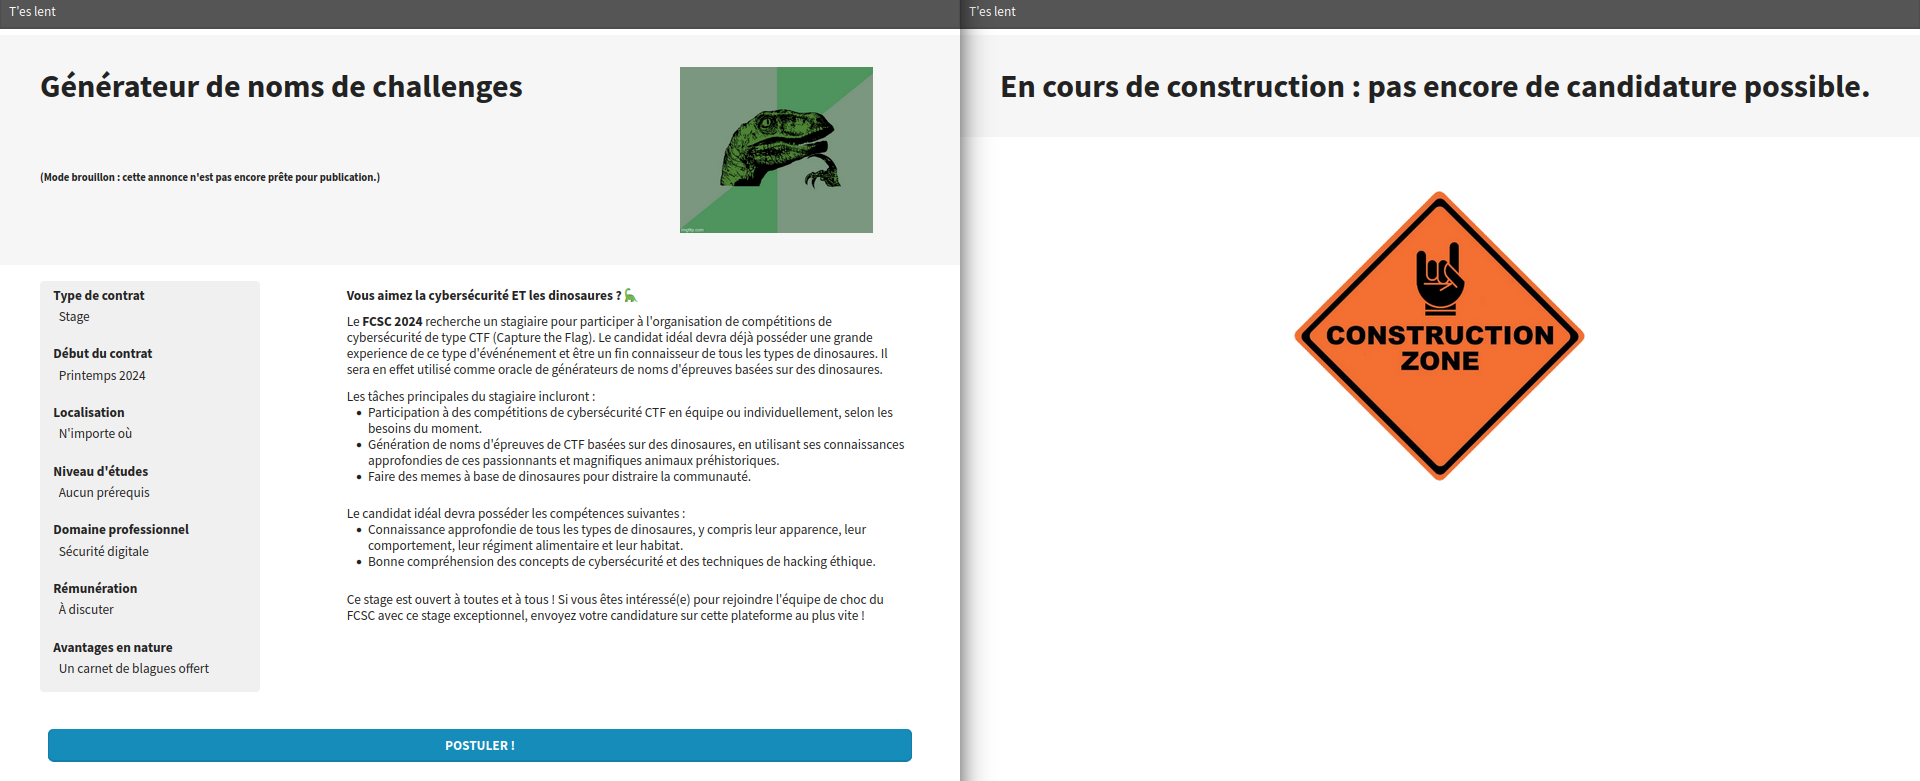 T'es lent
Générateur de noms de challenges
(Mode brouillon : cette annonce n'est pas encore prête pour publication.)
imgflip.com
Type de contrat
Stage
Début du contrat
Printemps 2024
Localisation
N'importe où
Niveau d'études
Aucun prérequis
Domaine professionnel
Sécurité digitale
Rémunération
À discuter
Avantages en nature
Un carnet de blagues offert
Vous aimez la cybersécurité ET les dinosaures ? 🦕
Le FCSC 2024 recherche un stagiaire pour participer à l'organisation de compétitions de
cybersécurité de type CTF (Capture the Flag). Le candidat idéal devra déjà posséder une grande
experience de ce type d'événénement et être un fin connaisseur de tous les types de dinosaures. Il
sera en effet utilisé comme oracle de générateurs de noms d'épreuves basées sur des dinosaures.
Les tâches principales du stagiaire incluront :
• Participation à des compétitions de cybersécurité CTF en équipe ou individuellement, selon les
besoins du moment.
• Génération de noms d'épreuves de CTF basées sur des dinosaures, en utilisant ses connaissances
approfondies de ces passionnants et magnifiques animaux préhistoriques.
• Faire des memes à base de dinosaures pour distraire la communauté.
Le candidat idéal devra posséder les compétences suivantes :
• Connaissance approfondie de tous les types de dinosaures, y compris leur apparence, leur
comportement, leur régiment alimentaire et leur habitat.
• Bonne compréhension des concepts de cybersécurité et des techniques de hacking éthique.
Ce stage est ouvert à toutes et à tous ! Si vous êtes intéressé(e) pour rejoindre l'équipe de choc du
FCSC avec ce stage exceptionnel, envoyez votre candidature sur cette plateforme au plus vite !
POSTULER !
T'es lent
En cours de construction : pas encore de candidature possible.
CONSTRUCTION
ZONE